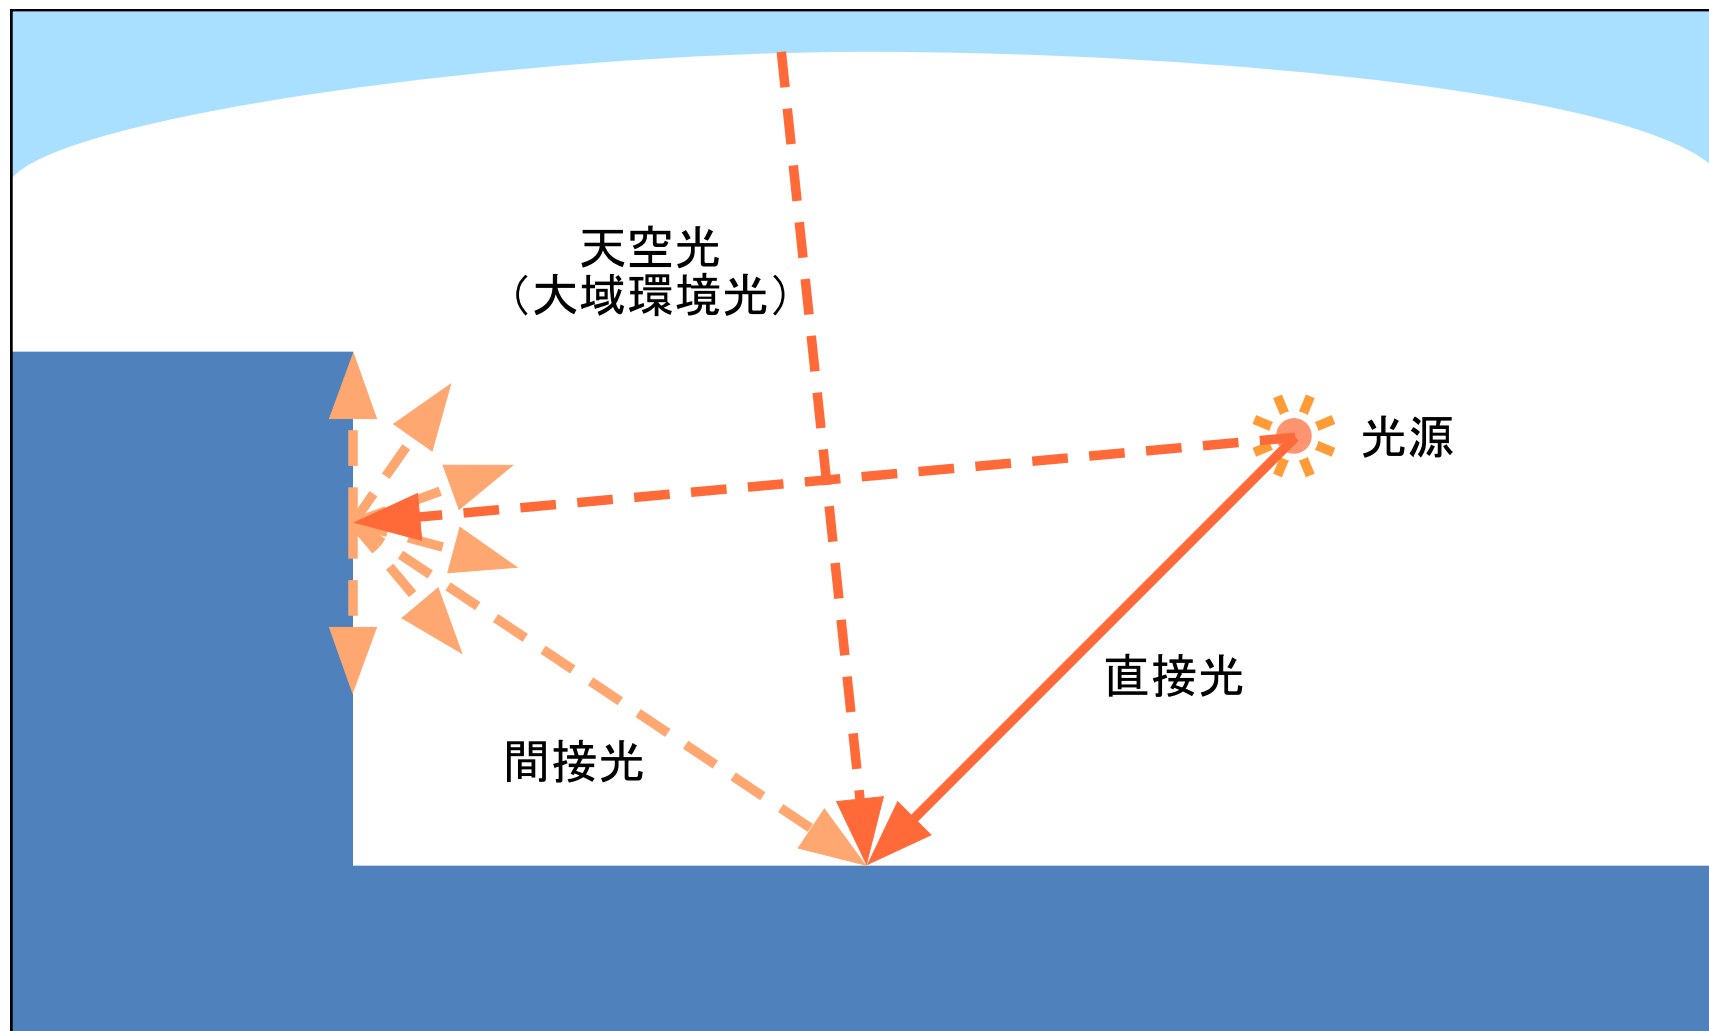 天空光
（大域環境光）
光源
直接光
間接光